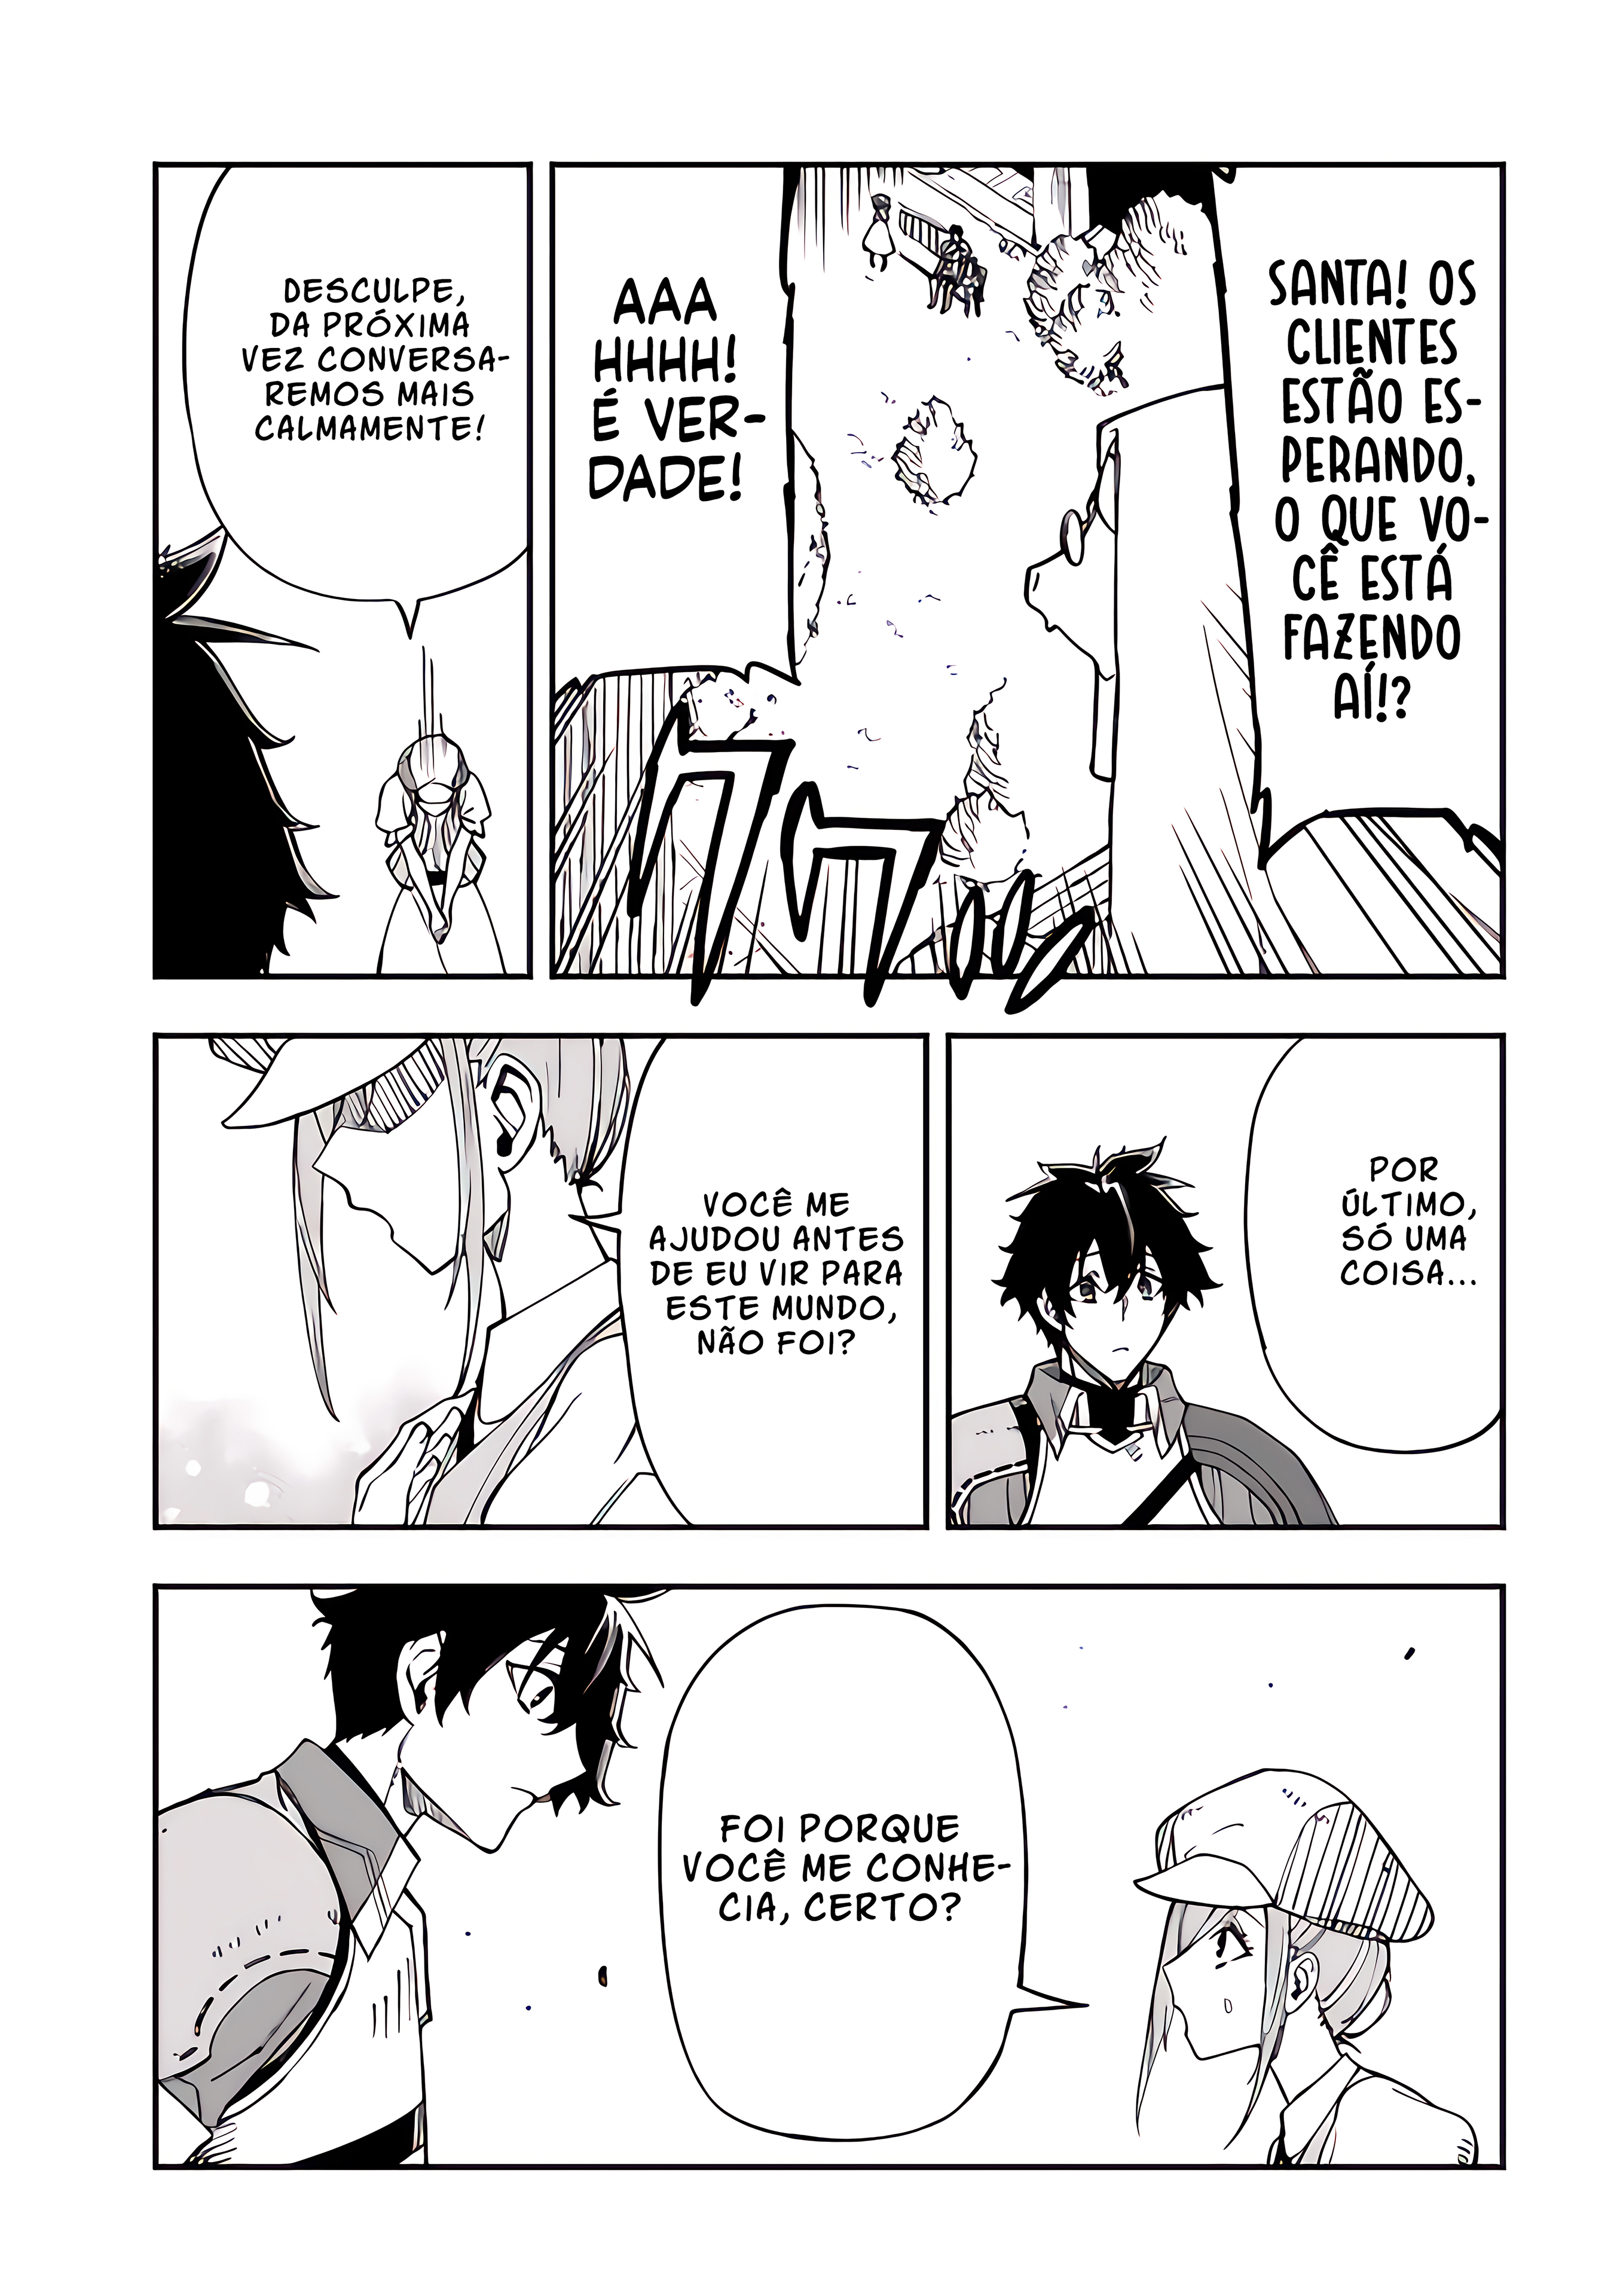 SANTA! OS
CLIENTES
ESTÃO ES-
PERANDO,
O QUE VO-
CÊ ESTÁ
FAZENDO
AÍ!?
AAA
HHHH!
É VER-
DADE!
DESCULPE,
DA PRÓXIMA
VEZ CONVERSA-
REMOS MAIS
CALMAMENTE!
POR
ÚLTIMO,
SÓ UMA
COISA...
VOCÊ ME
AJUDOU ANTES
DE EU VIR PARA
ESTE MUNDO,
NÃO FOI?
FOI PORQUE
VOCÊ ME CONHE-
CIA, CERTO?